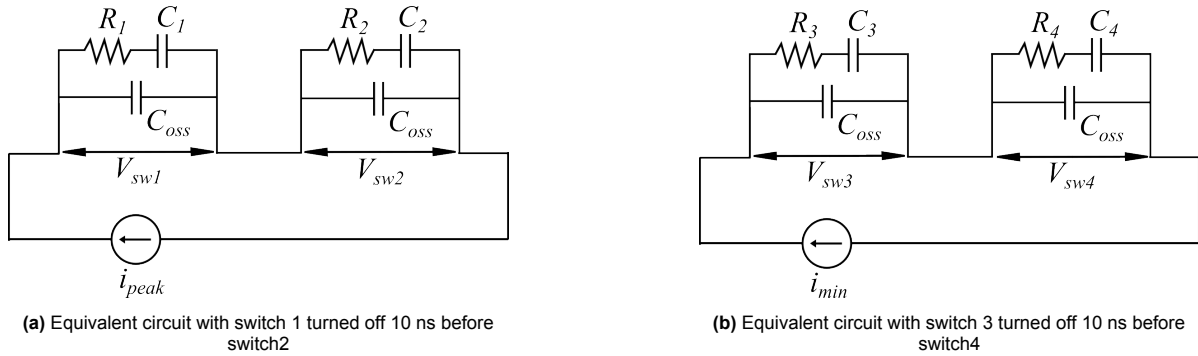 R1 C1 R2 C2
Coss Coss
Vsw1 Vsw2
ipeak
(a) Equivalent circuit with switch 1 turned off 10 ns before
switch2
R3 C3 R4 C4
Coss Coss
Vsw3 Vsw4
imin
(b) Equivalent circuit with switch 3 turned off 10 ns before
switch4